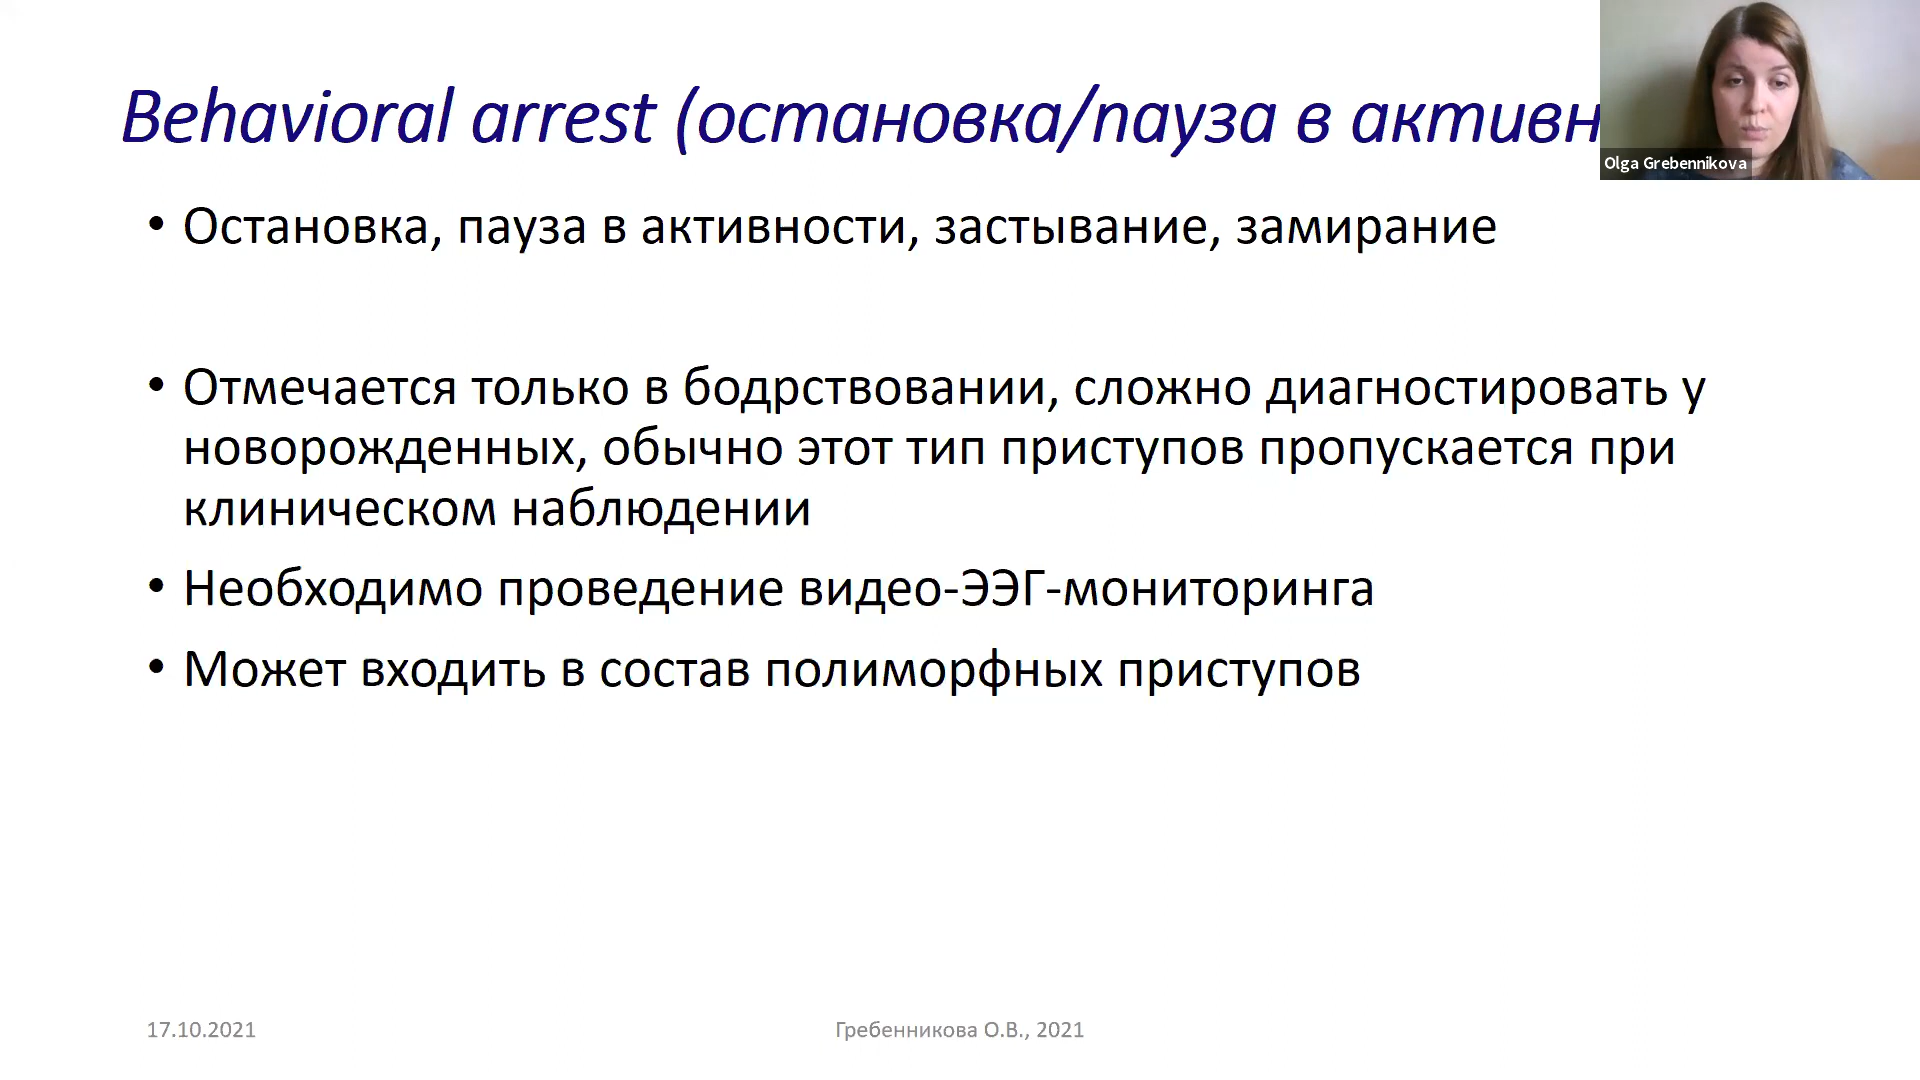 Behavioral arrest (остановка/пауза в
Olga Grebennikova
• Остановка, пауза в активности, застывание, замирание
• Отмечается только в бодрствовании, сложно диагностировать у
новорожденных, обычно этот тип приступов пропускается при
клиническом наблюдении
• Необходимо проведение видео-ЭЭГ-мониторинга
• Может входить в состав полиморфных приступов
17.10.2021
Гребенникова О.В., 2021